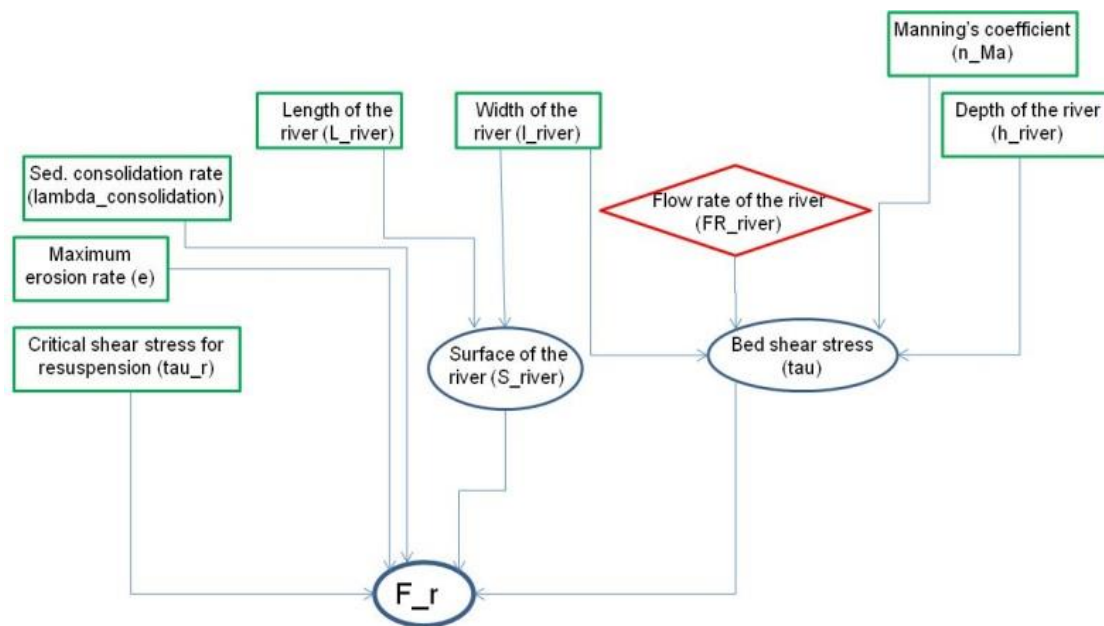 Manning's coefficient
(n_Ma)
Length of the
river (L_river)
Width of the
river (l_river)
Depth of the river
(h_river)
Sed. consolidation rate
(lambda_consolidation)
Flow rate of the river
(FR_river)
Maximum
erosion rate (e)
Critical shear stress for
resuspension (tau_r)
Surface of the
river (S_river)
Bed shear stress
(tau)
F_r